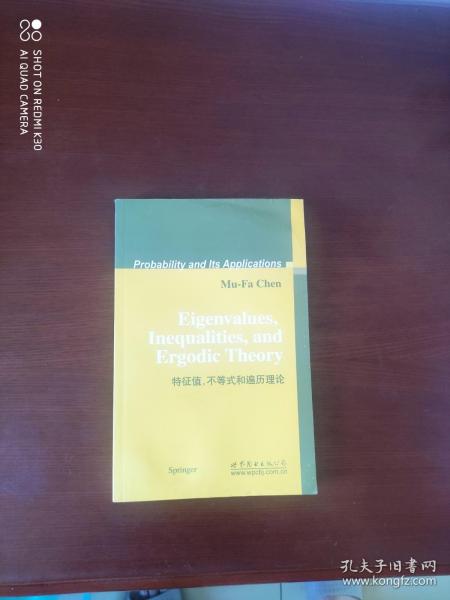 SHOT ON REDMI K30
AI QUAD CAMERA
Probability and Its Applications
Mu-Fa Chen
Eigenvalues,
Inequalities, and
Ergodic Theory
特征值,不等式和遍历理论
Springer
世界图书出版公司
www.wpcbj.com.cn
孔夫子旧书网
www.kongfz.com